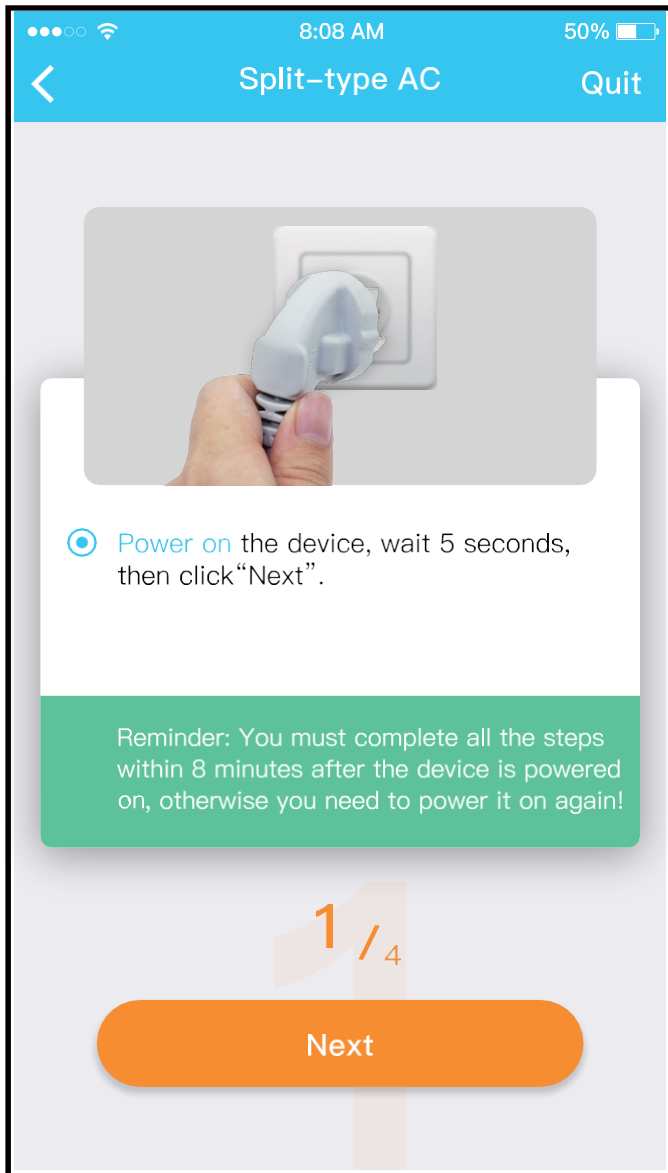 8:08 AM
50%
Split-type AC
Quit
Power on the device, wait 5 seconds,
then click“Next”.
Reminder: You must complete all the steps
within 8 minutes after the device is powered
on, otherwise you need to power it on again!
1
1/4
Next